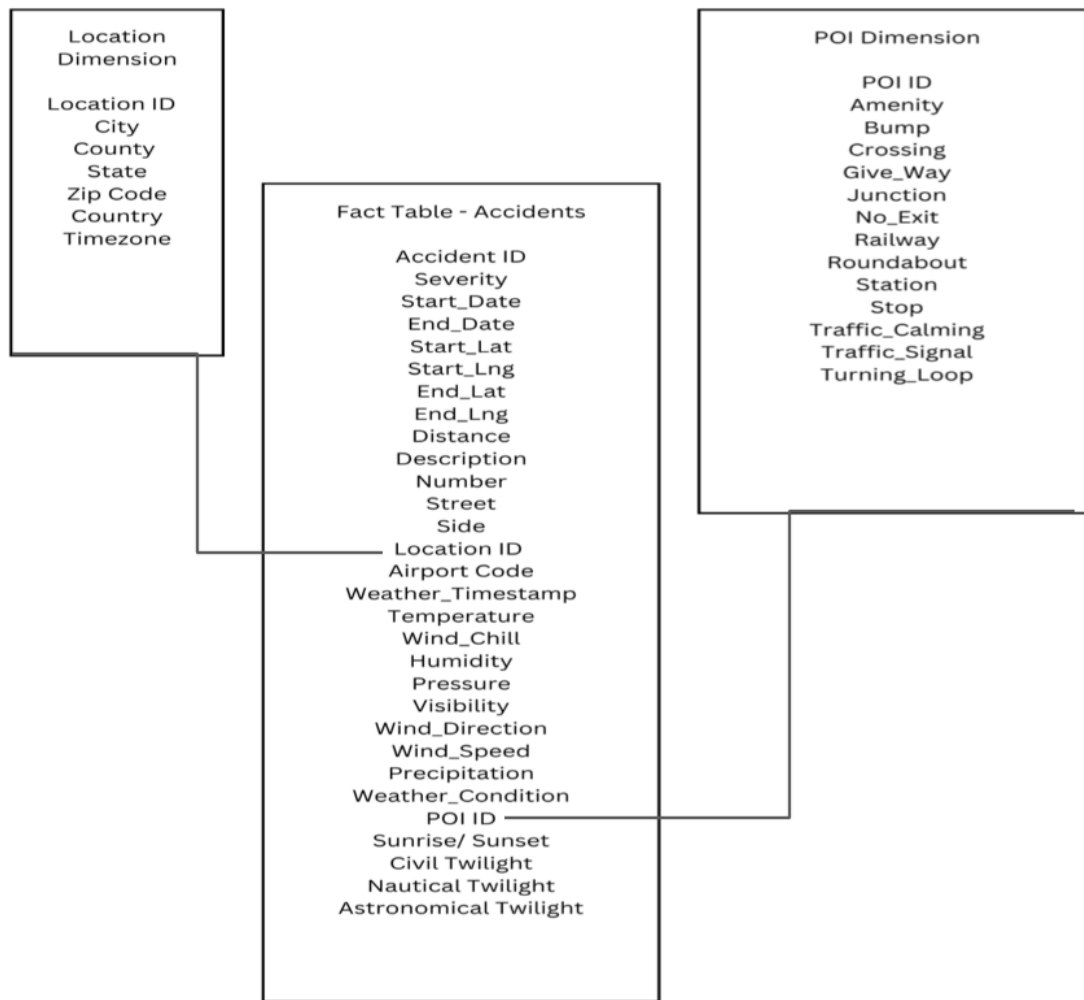 Location
Dimension
Location ID
City
County
State
Zip Code
Country
Timezone
Fact Table - Accidents
Accident ID
Severity
Start_Date
End_Date
Start_Lat
Start_Lng
End_Lat
End_Lng
Distance
Description
Number
Street
Side
Location ID
Airport Code
Weather_Timestamp
Temperature
Wind_Chill
Humidity
Pressure
Visibility
Wind_Direction
Wind_Speed
Precipitation
Weather_Condition
POI ID
Sunrise/ Sunset
Civil Twilight
Nautical Twilight
Astronomical Twilight
POI Dimension
POI ID
Amenity
Bump
Crossing
Give_Way
Junction
No_Exit
Railway
Roundabout
Station
Stop
Traffic_Calming
Traffic_Signal
Turning_Loop